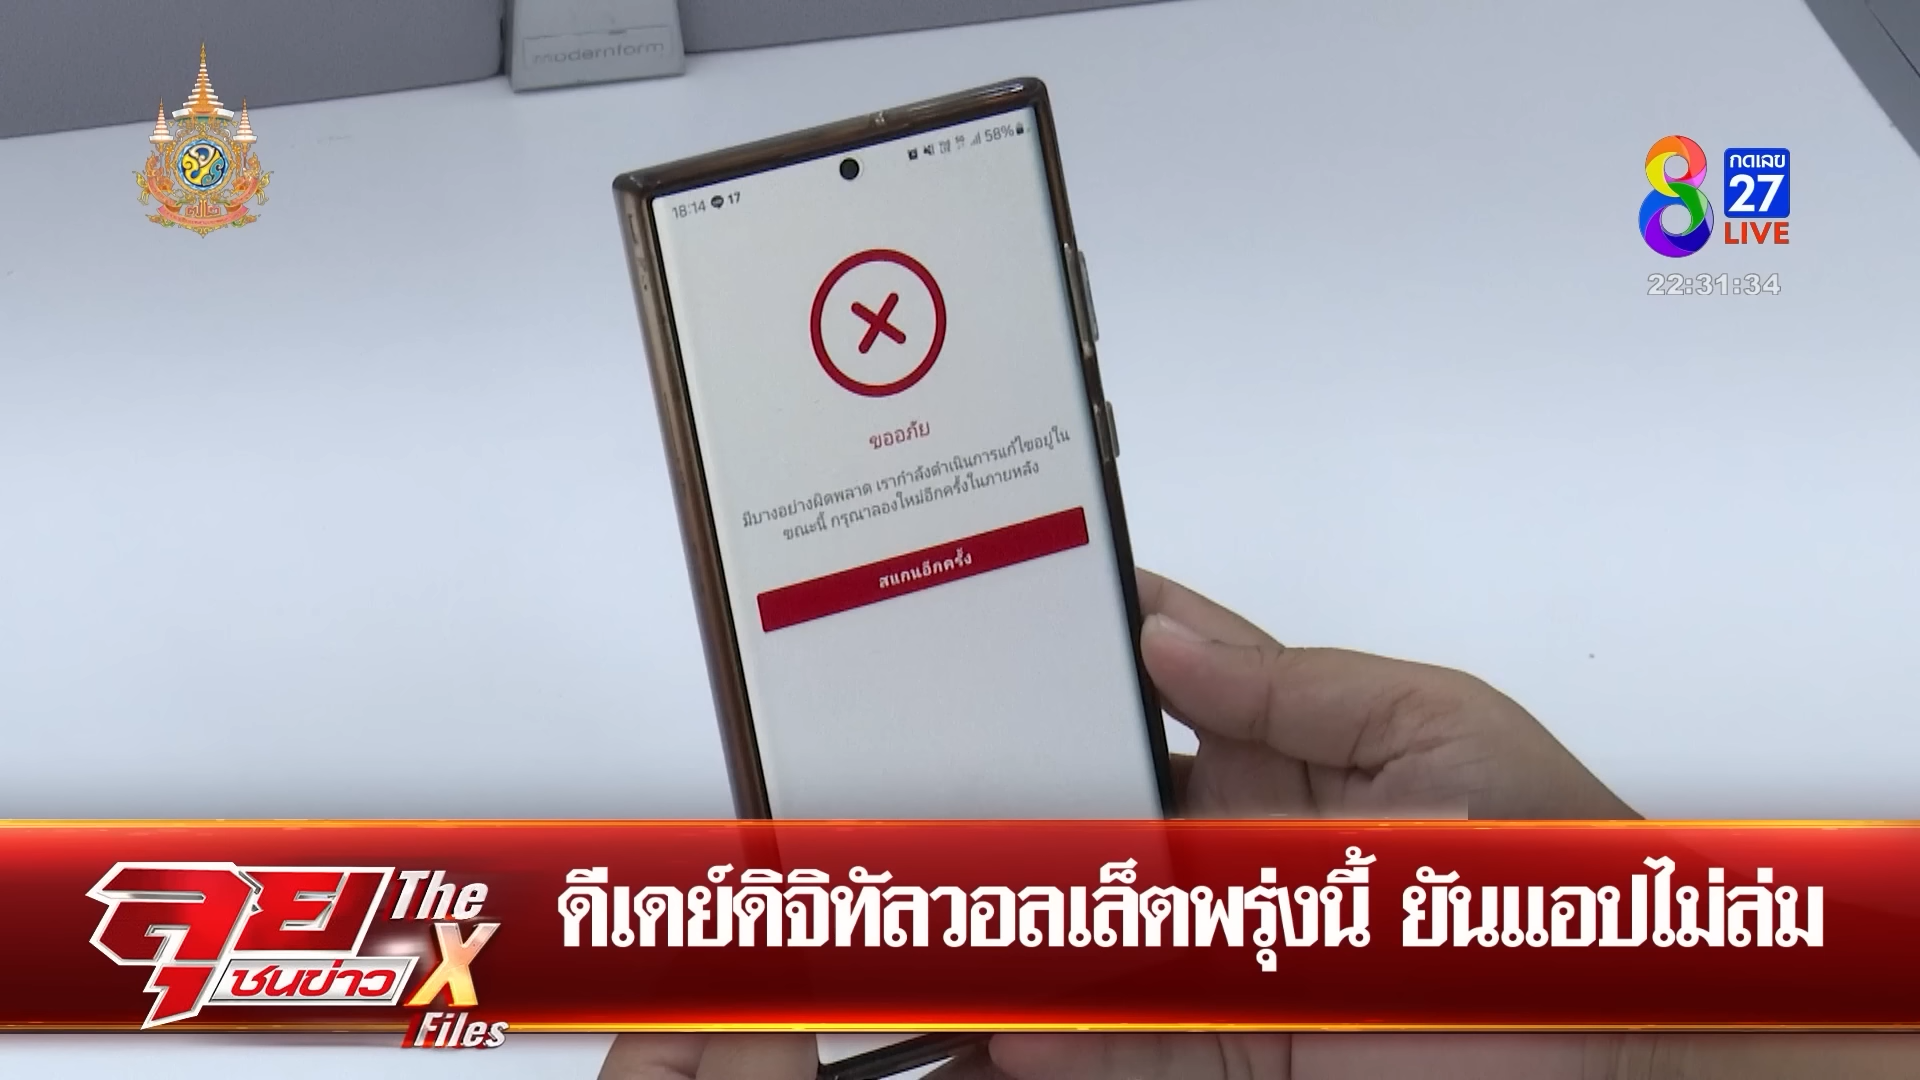 modernform
18:14 17
58%
กดเลข
27
LIVE
22:31:34
ขออภัย
มีบางอย่างผิดพลาด เรากำลังดำเนินการแก้ไขอยู่ใน
ขณะนี้ กรุณาลองใหม่อีกครั้งในภายหลัง
สแกนอีกครั้ง
ลุย
ชนข่าว
The
X
Files
ดีเดย์ดิจิทัลวอลเล็ตพรุ่งนี้ ยันแอปไม่ล่ม